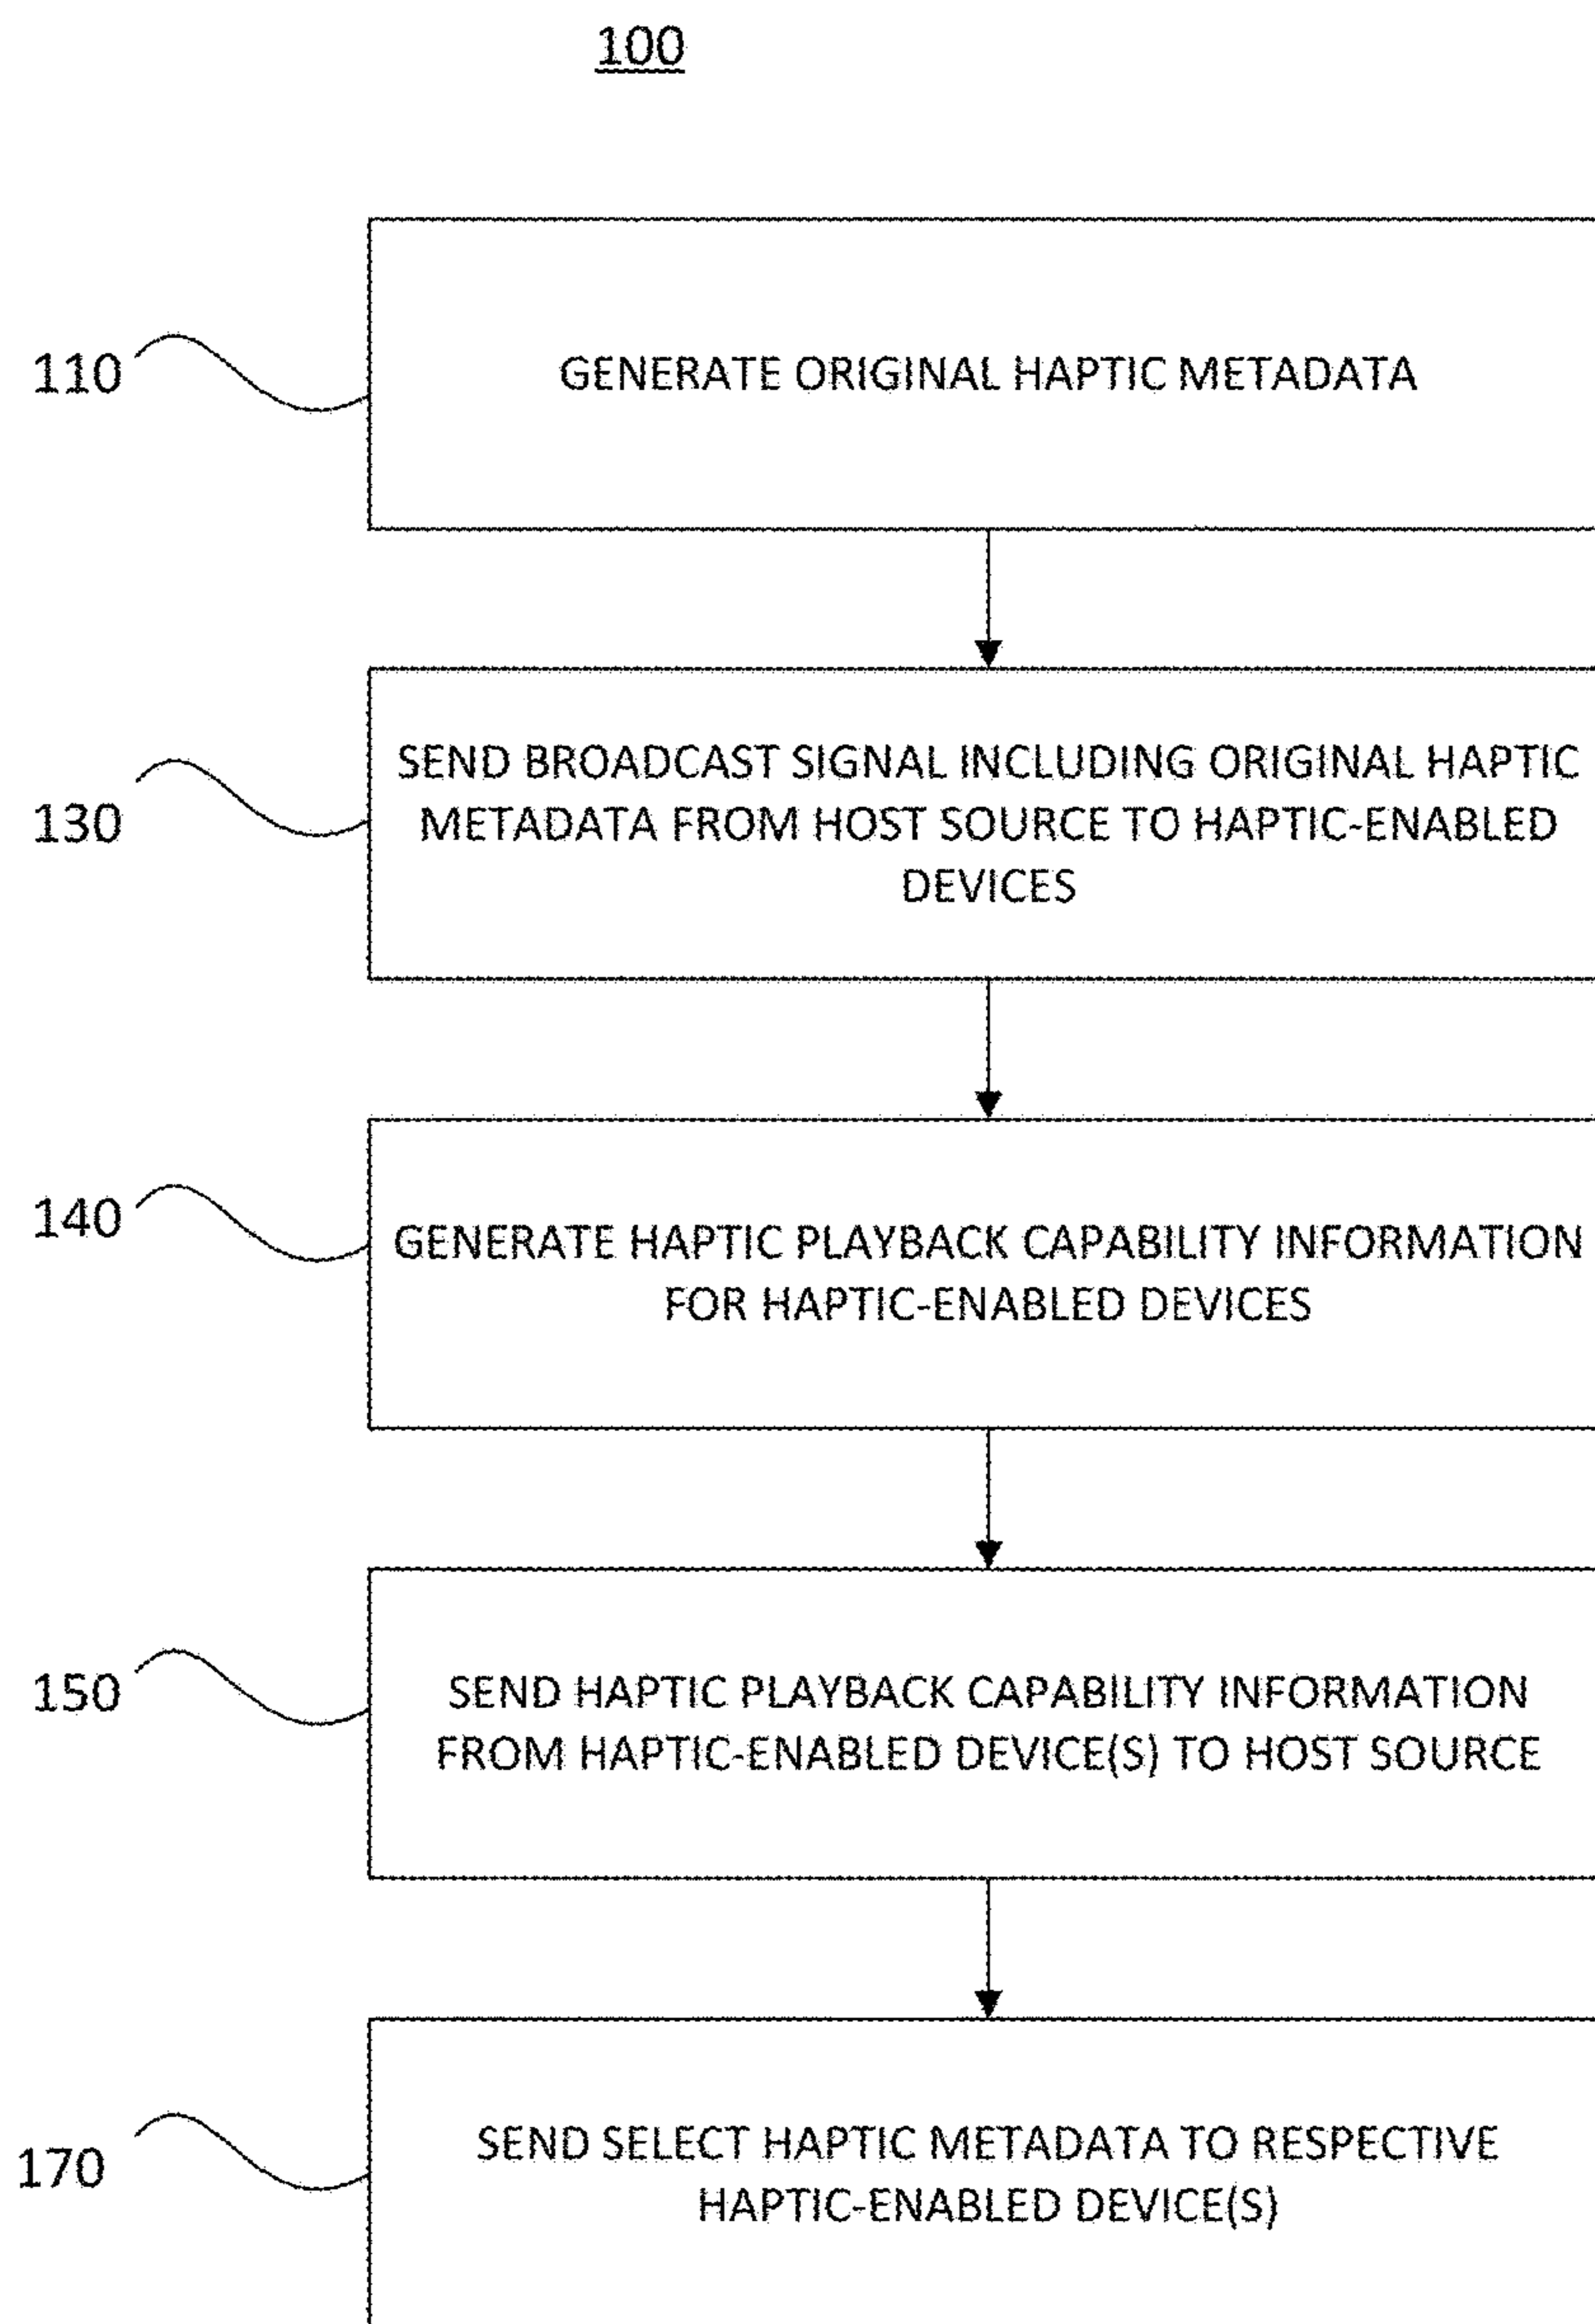 100
110
GENERATE ORIGINAL HAPTIC METADATA
130
SEND BROADCAST SIGNAL INCLUDING ORIGINAL HAPTIC
METADATA FROM HOST SOURCE TO HAPTIC-ENABLED
DEVICES
140
GENERATE HAPTIC PLAYBACK CAPABILITY INFORMATION
FOR HAPTIC-ENABLED DEVICES
150
SEND HAPTIC PLAYBACK CAPABILITY INFORMATION
FROM HAPTIC-ENABLED DEVICE(S) TO HOST SOURCE
170
SEND SELECT HAPTIC METADATA TO RESPECTIVE
HAPTIC-ENABLED DEVICE(S)